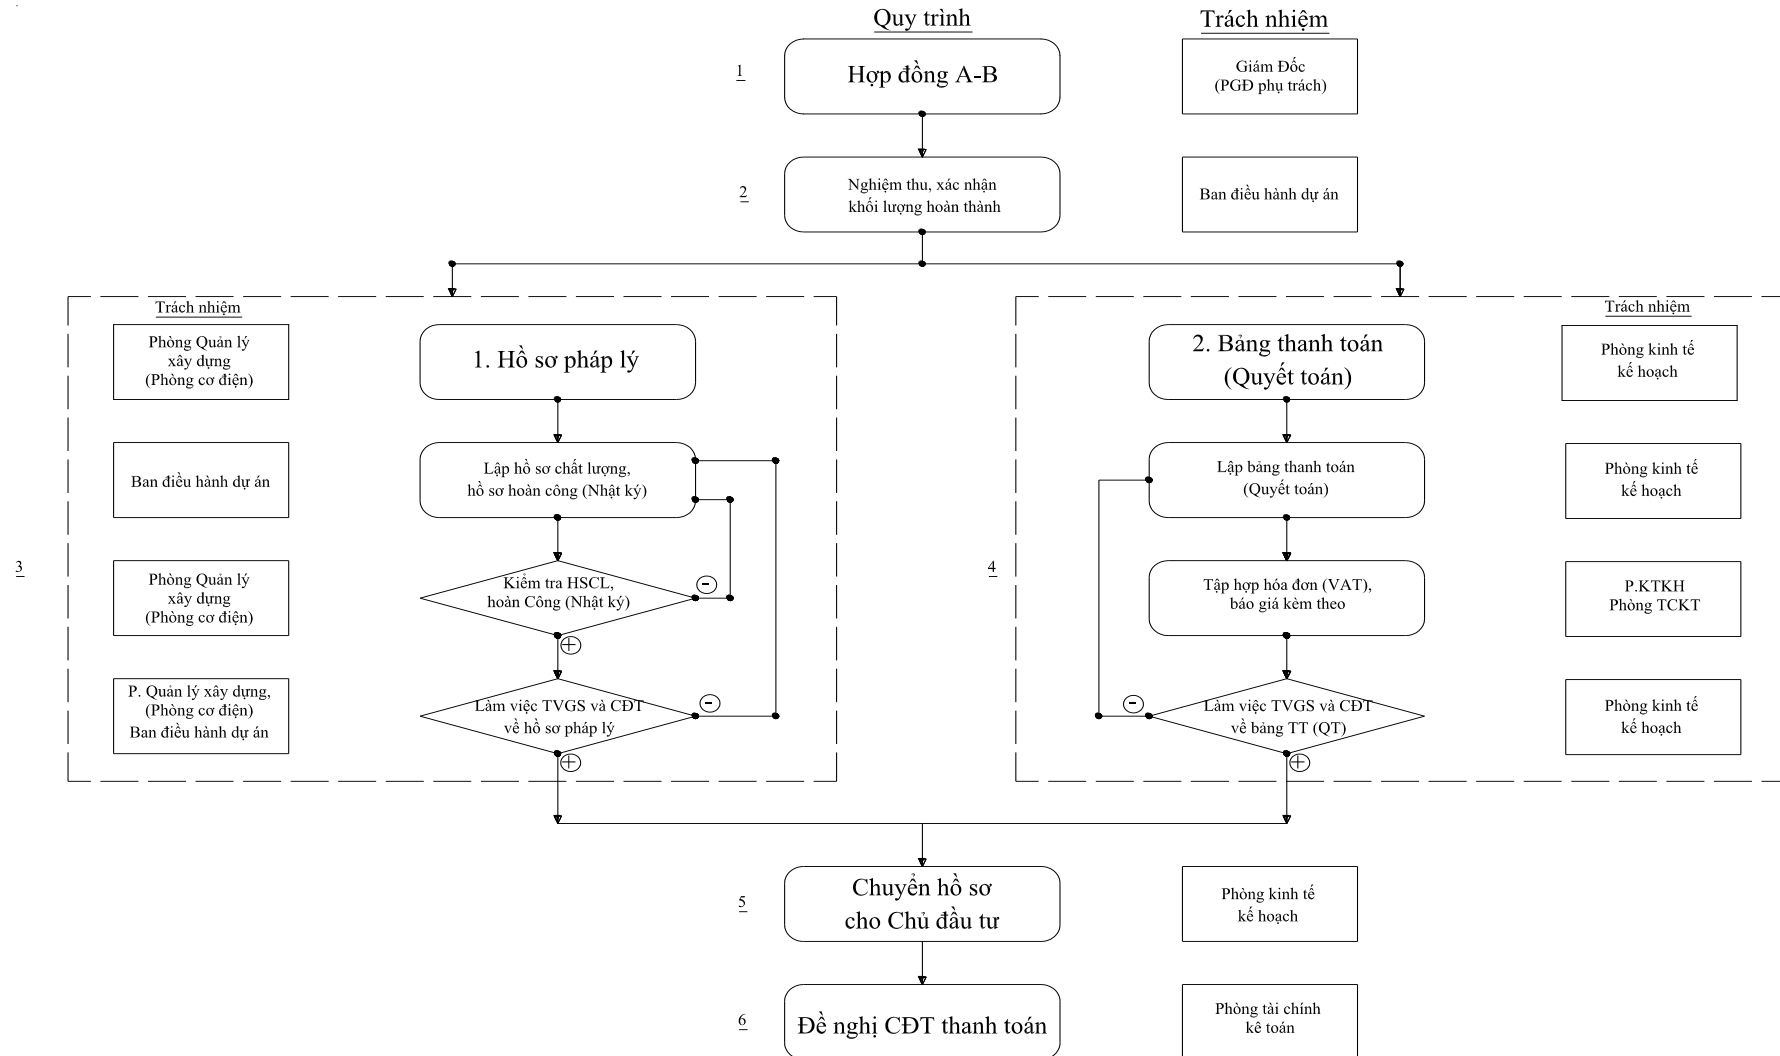 Quy trình
Trách nhiệm
1
Hợp đồng A-B
Giám Đốc
(PGĐ phụ trách)
2
Nghiệm thu, xác nhận
khối lượng hoàn thành
Ban điều hành dự án
3
Trách nhiệm
Phòng Quản lý
xây dựng
(Phòng cơ điện)
1. Hồ sơ pháp lý
Ban điều hành dự án
Lập hồ sơ chất lượng,
hồ sơ hoàn công (Nhật ký)
Phòng Quản lý
xây dựng
(Phòng cơ điện)
Kiểm tra HSCL,
hoàn Công (Nhật ký)
-
+
P. Quản lý xây dựng,
(Phòng cơ điện)
Ban điều hành dự án
Làm việc TVGS và CĐT
về hồ sơ pháp lý
-
+
4
Trách nhiệm
2. Bảng thanh toán
(Quyết toán)
Phòng kinh tế
kế hoạch
Lập bảng thanh toán
(Quyết toán)
Phòng kinh tế
kế hoạch
Tập hợp hóa đơn (VAT),
báo giá kèm theo
P.KTKH
Phòng TCKT
-
Làm việc TVGS và CĐT
về bảng TT (QT)
+
Phòng kinh tế
kế hoạch
5
Chuyển hồ sơ
cho Chủ đầu tư
Phòng kinh tế
kế hoạch
6
Đề nghị CĐT thanh toán
Phòng tài chính
kê toán